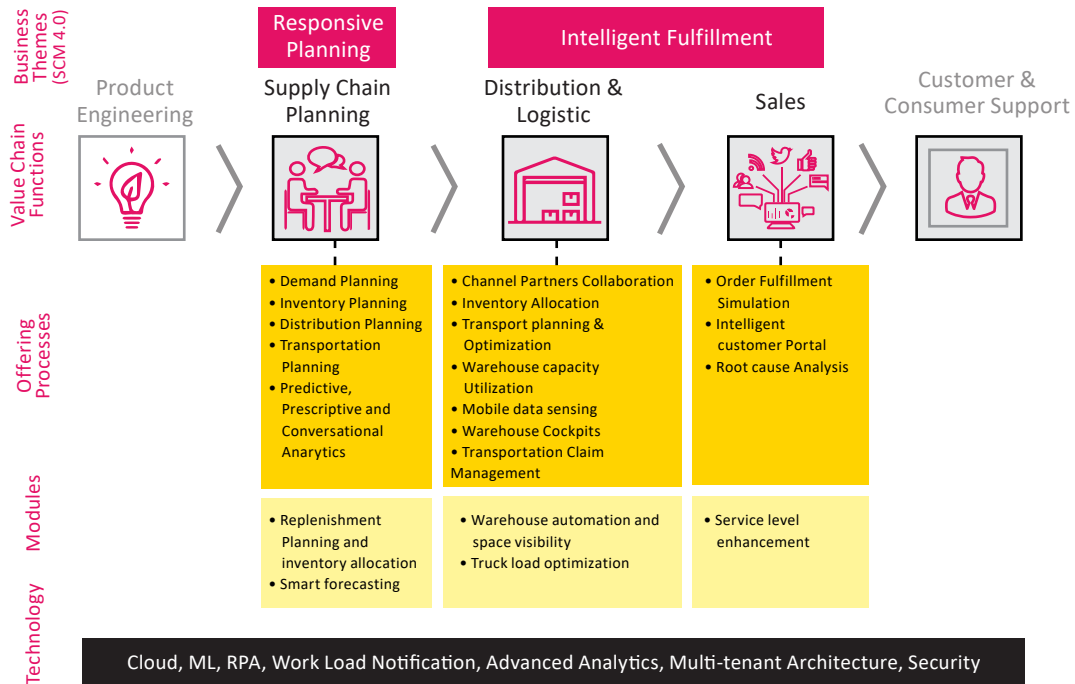 Business
Themes
(SCM 4.0)
Responsive
Planning
Intelligent Fulfillment
Value Chain
Functions
Product
Engineering
Supply Chain
Planning
Distribution &
Logistic
Sales
Customer &
Consumer Support
Offering
Processes
• Demand Planning
• Inventory Planning
• Distribution Planning
• Transportation
Planning
• Predictive,
Prescriptive and
Conversational
Anarytics
• Channel Partners Collaboration
• Inventory Allocation
• Transport planning &
Optimization
• Warehouse capacity
Utilization
• Mobile data sensing
• Warehouse Cockpits
• Transportation Claim
Management
• Order Fulfillment
Simulation
• Intelligent
customer Portal
• Root cause Analysis
Modules
• Replenishment
Planning and
inventory allocation
• Smart forecasting
• Warehouse automation and
space visibility
• Truck load optimization
• Service level
enhancement
Technology
Cloud, ML, RPA, Work Load Notification, Advanced Analytics, Multi-tenant Architecture, Security